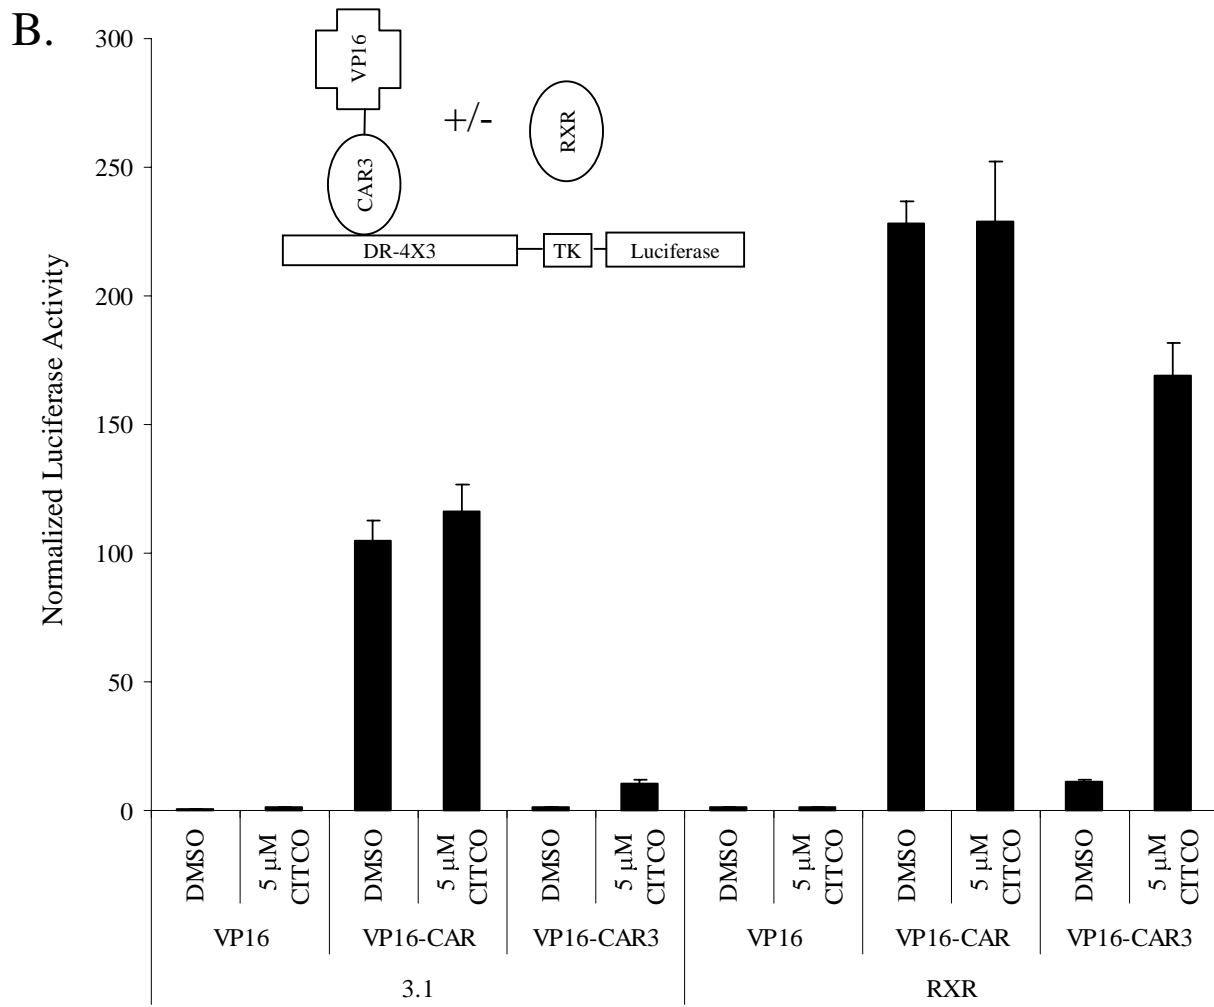 B.
300
250
200
150
100
50
0
Normalized Luciferase Activity
VP16
CAR3
+/-
RXR
DR-4X3
TK
Luciferase
DMSO
5 µM
CITCO
DMSO
5 µM
CITCO
DMSO
5 µM
CITCO
DMSO
5 µM
CITCO
DMSO
5 µM
CITCO
DMSO
5 µM
CITCO
VP16
VP16-CAR
VP16-CAR3
VP16
VP16-CAR
VP16-CAR3
3.1
RXR